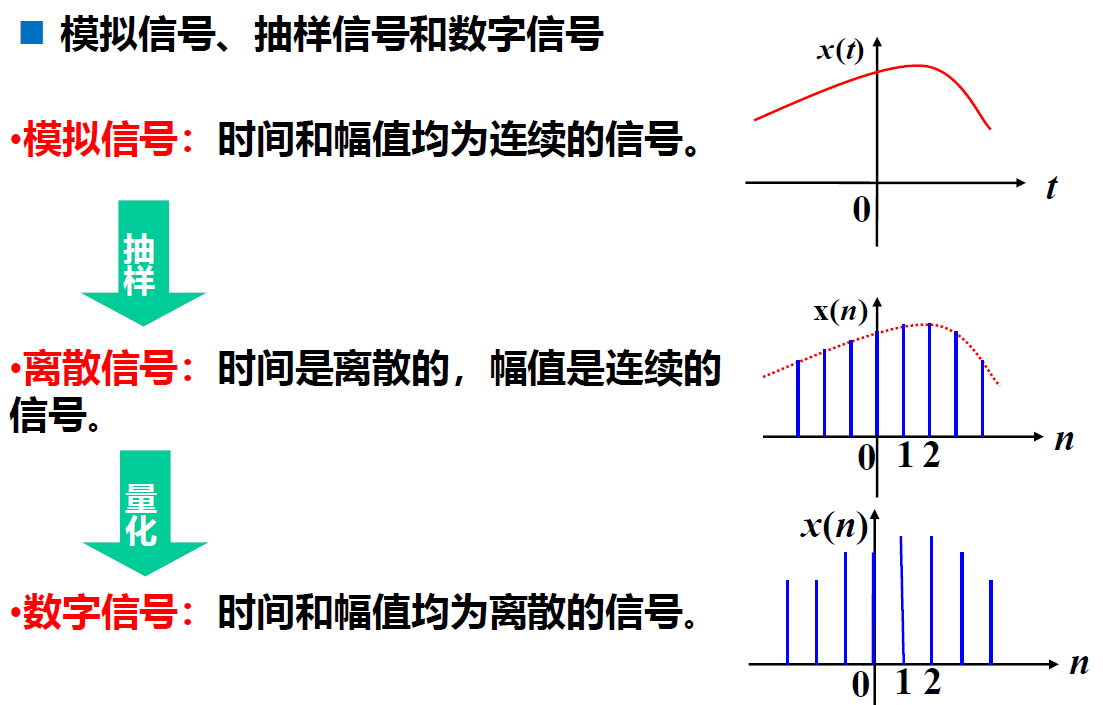 ■ 模拟信号、抽样信号和数字信号
•模拟信号：时间和幅值均为连续的信号。
x(t)
t
0
抽
样
•离散信号：时间是离散的，幅值是连续的
信号。
x(n)
n
0 1 2
量
化
•数字信号：时间和幅值均为离散的信号。
x(n)
n
0 1 2